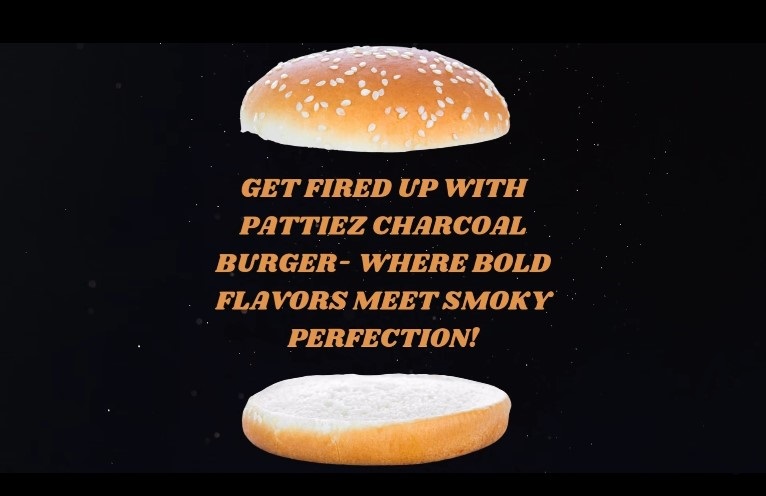 GET FIRED UP WITH
PATTIEZ CHARCOAL
BURGER- WHERE BOLD
FLAVORS MEET SMOKY
PERFECTION!